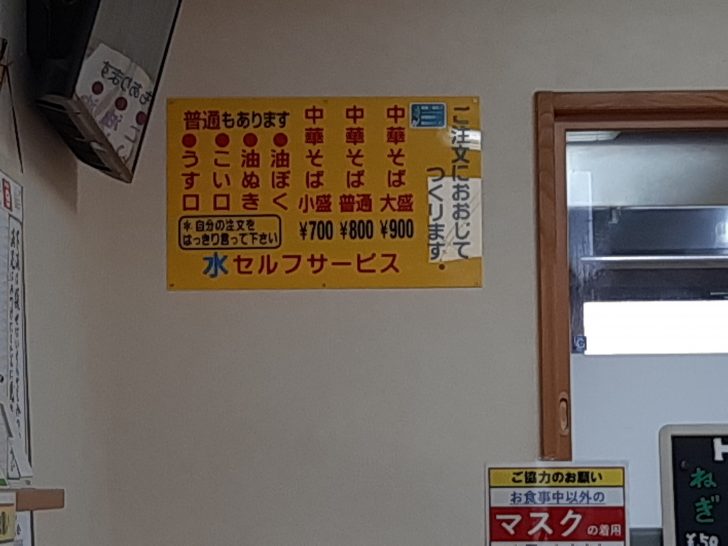 ご注文におおじて
つくります。
中華そば 大盛 ¥900
中華そば 普通 ¥800
中華そば 小盛 ¥700
普通もあります
●油ぼく
●油ぬき
●こい口
●うす口
＊自分の注文を
はっきり言って下さい
水セルフサービス
ご協力のお願い
お食事中以外の
マスクの着用
ねぎ
¥50